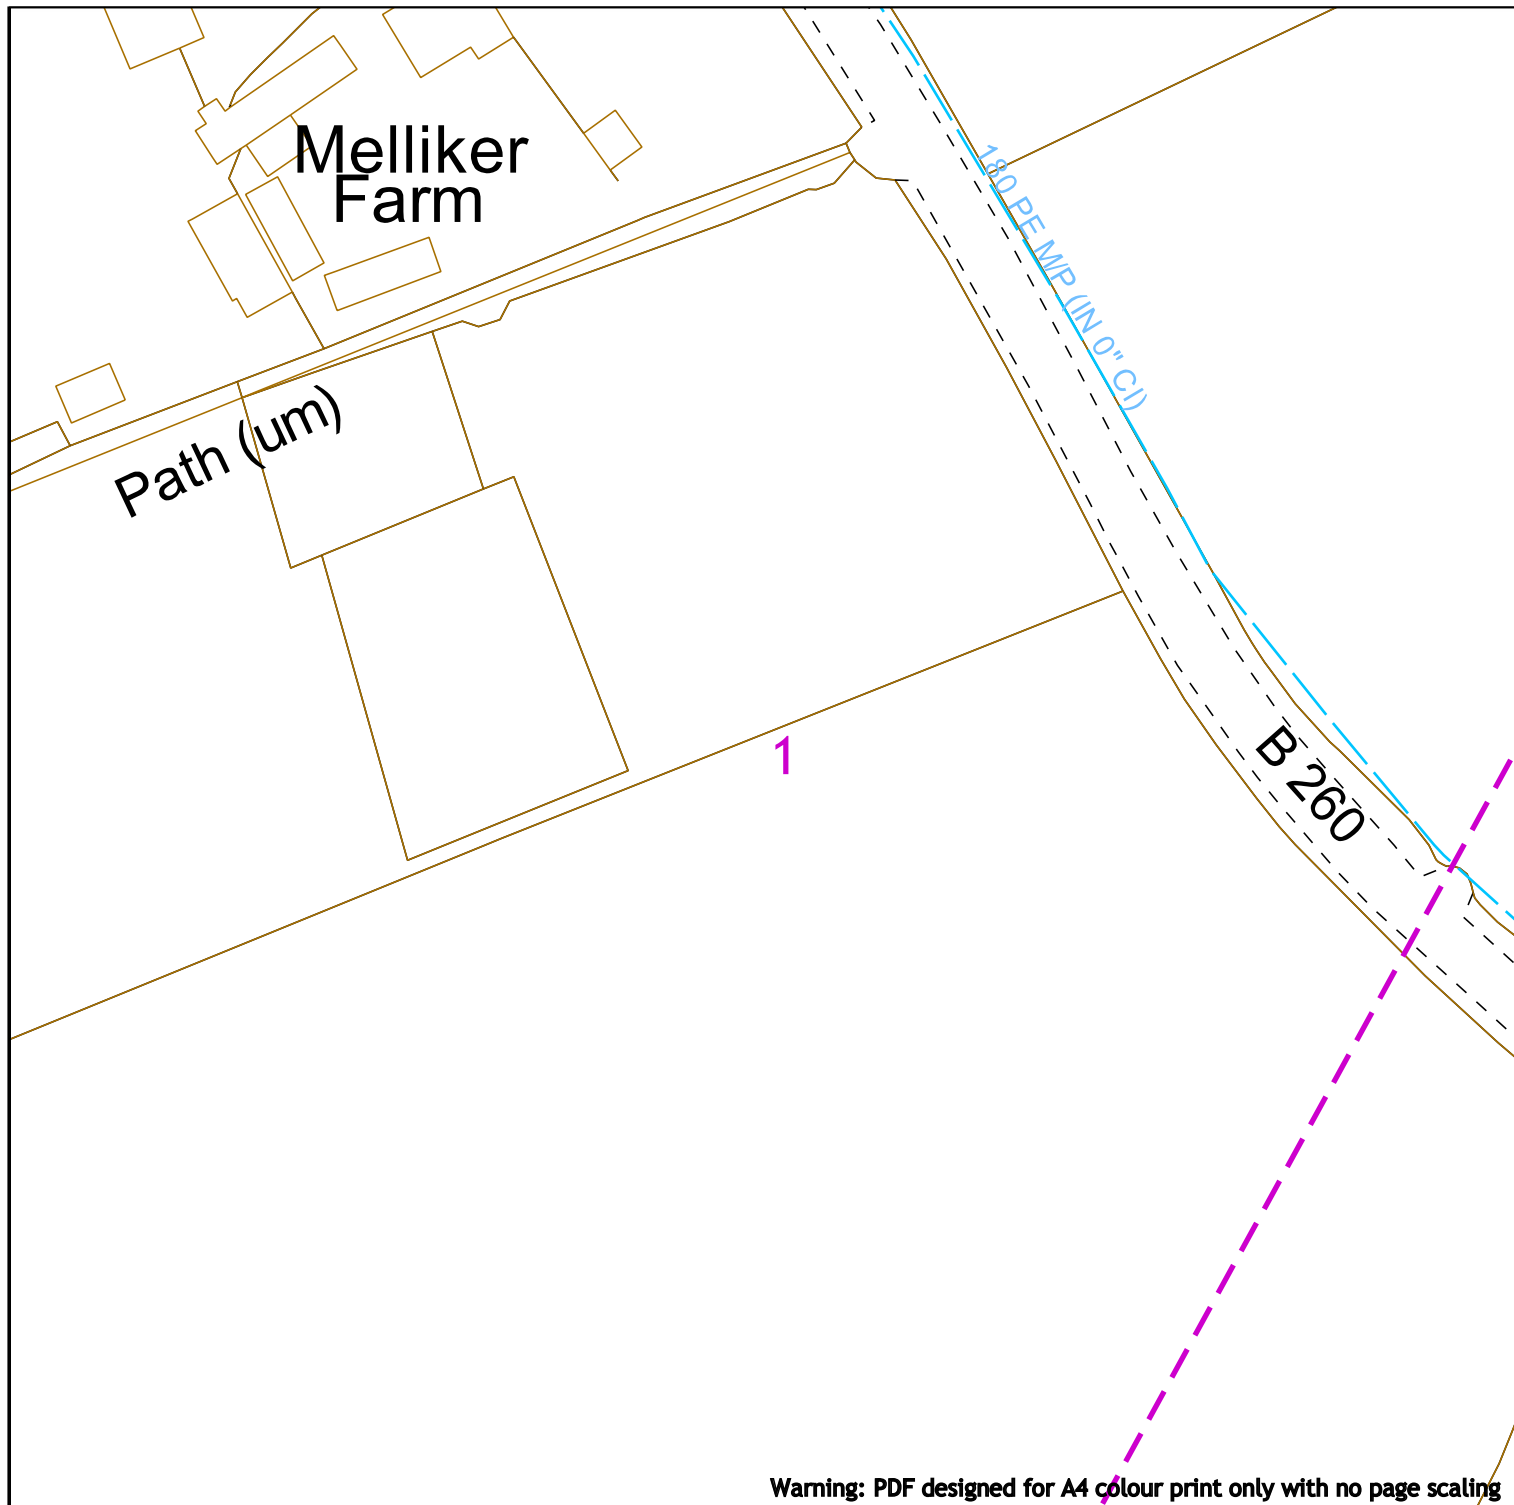 Melliker
Farm
180 PE M/P (IN 0" CI)
Path (um)
1
B 260
Warning: PDF designed for A4 colour print only with no page scaling